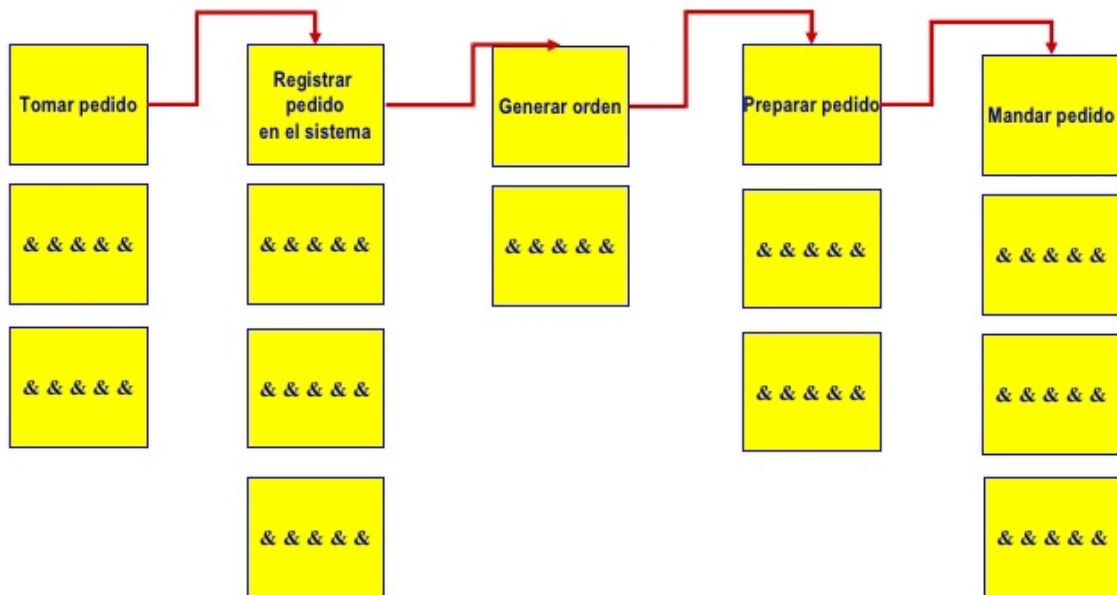 Tomar pedido
Registrar
pedido
en el sistema
Generar orden
Preparar pedido
Mandar pedido
& & & & &
& & & & &
& & & & &
& & & & &
& & & & &
& & & & &
& & & & &
& & & & &
& & & & &
& & & & &
& & & & &